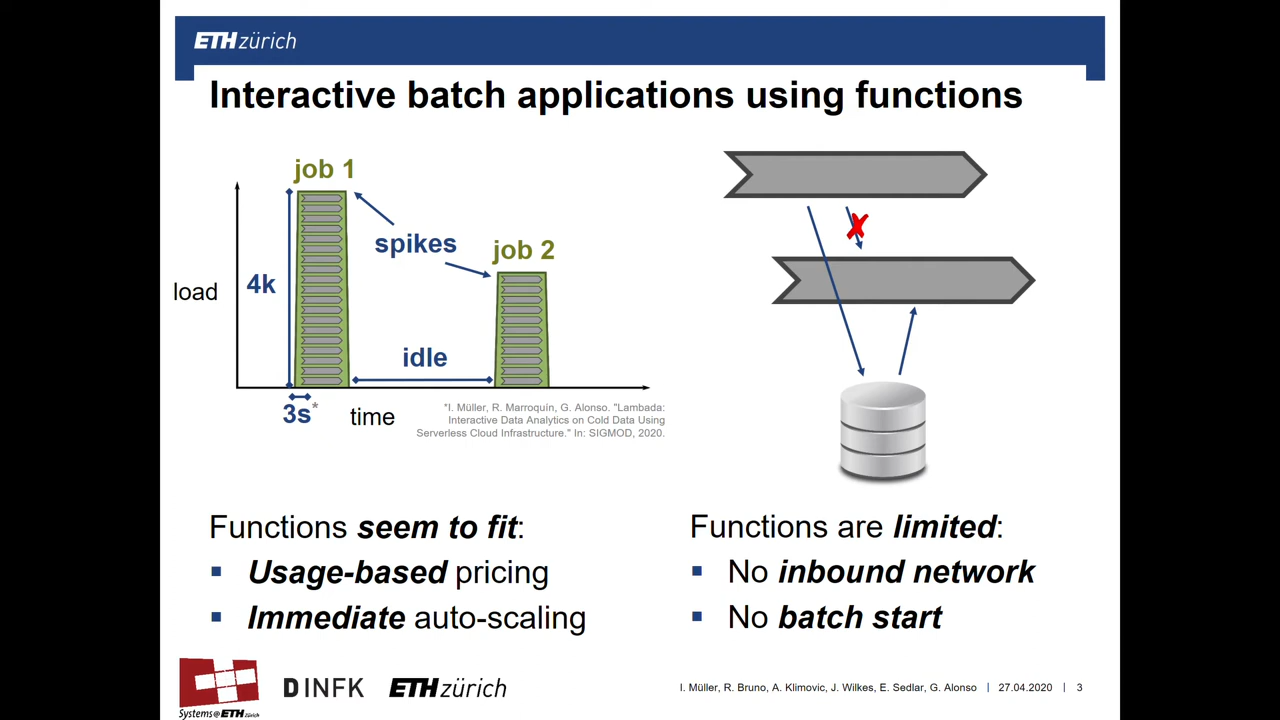 ETH zürich
Interactive batch applications using functions
job 1
spikes
job 2
4k
load
idle
3s*
time
*I. Müller, R. Marroquín, G. Alonso. "Lambada:
Interactive Data Analytics on Cold Data Using
Serverless Cloud Infrastructure." In: SIGMOD, 2020.
Functions seem to fit:
▪ Usage-based pricing
▪ Immediate auto-scaling
Functions are limited:
▪ No inbound network
▪ No batch start
Systems@ETH Zürich
DINFK
ETH zürich
I. Müller, R. Bruno, A. Klimovic, J. Wilkes, E. Sedlar, G. Alonso | 27.04.2020 | 3